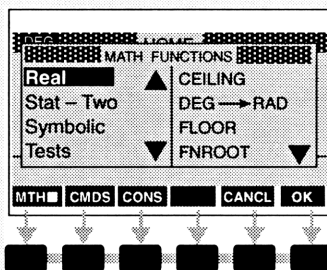 DEG HOME
MATH FUNCTIONS
Real CEILING
Stat – Two DEG→RAD
Symbolic FLOOR
Tests FNROOT
MTH CMDS CONS CANCL OK